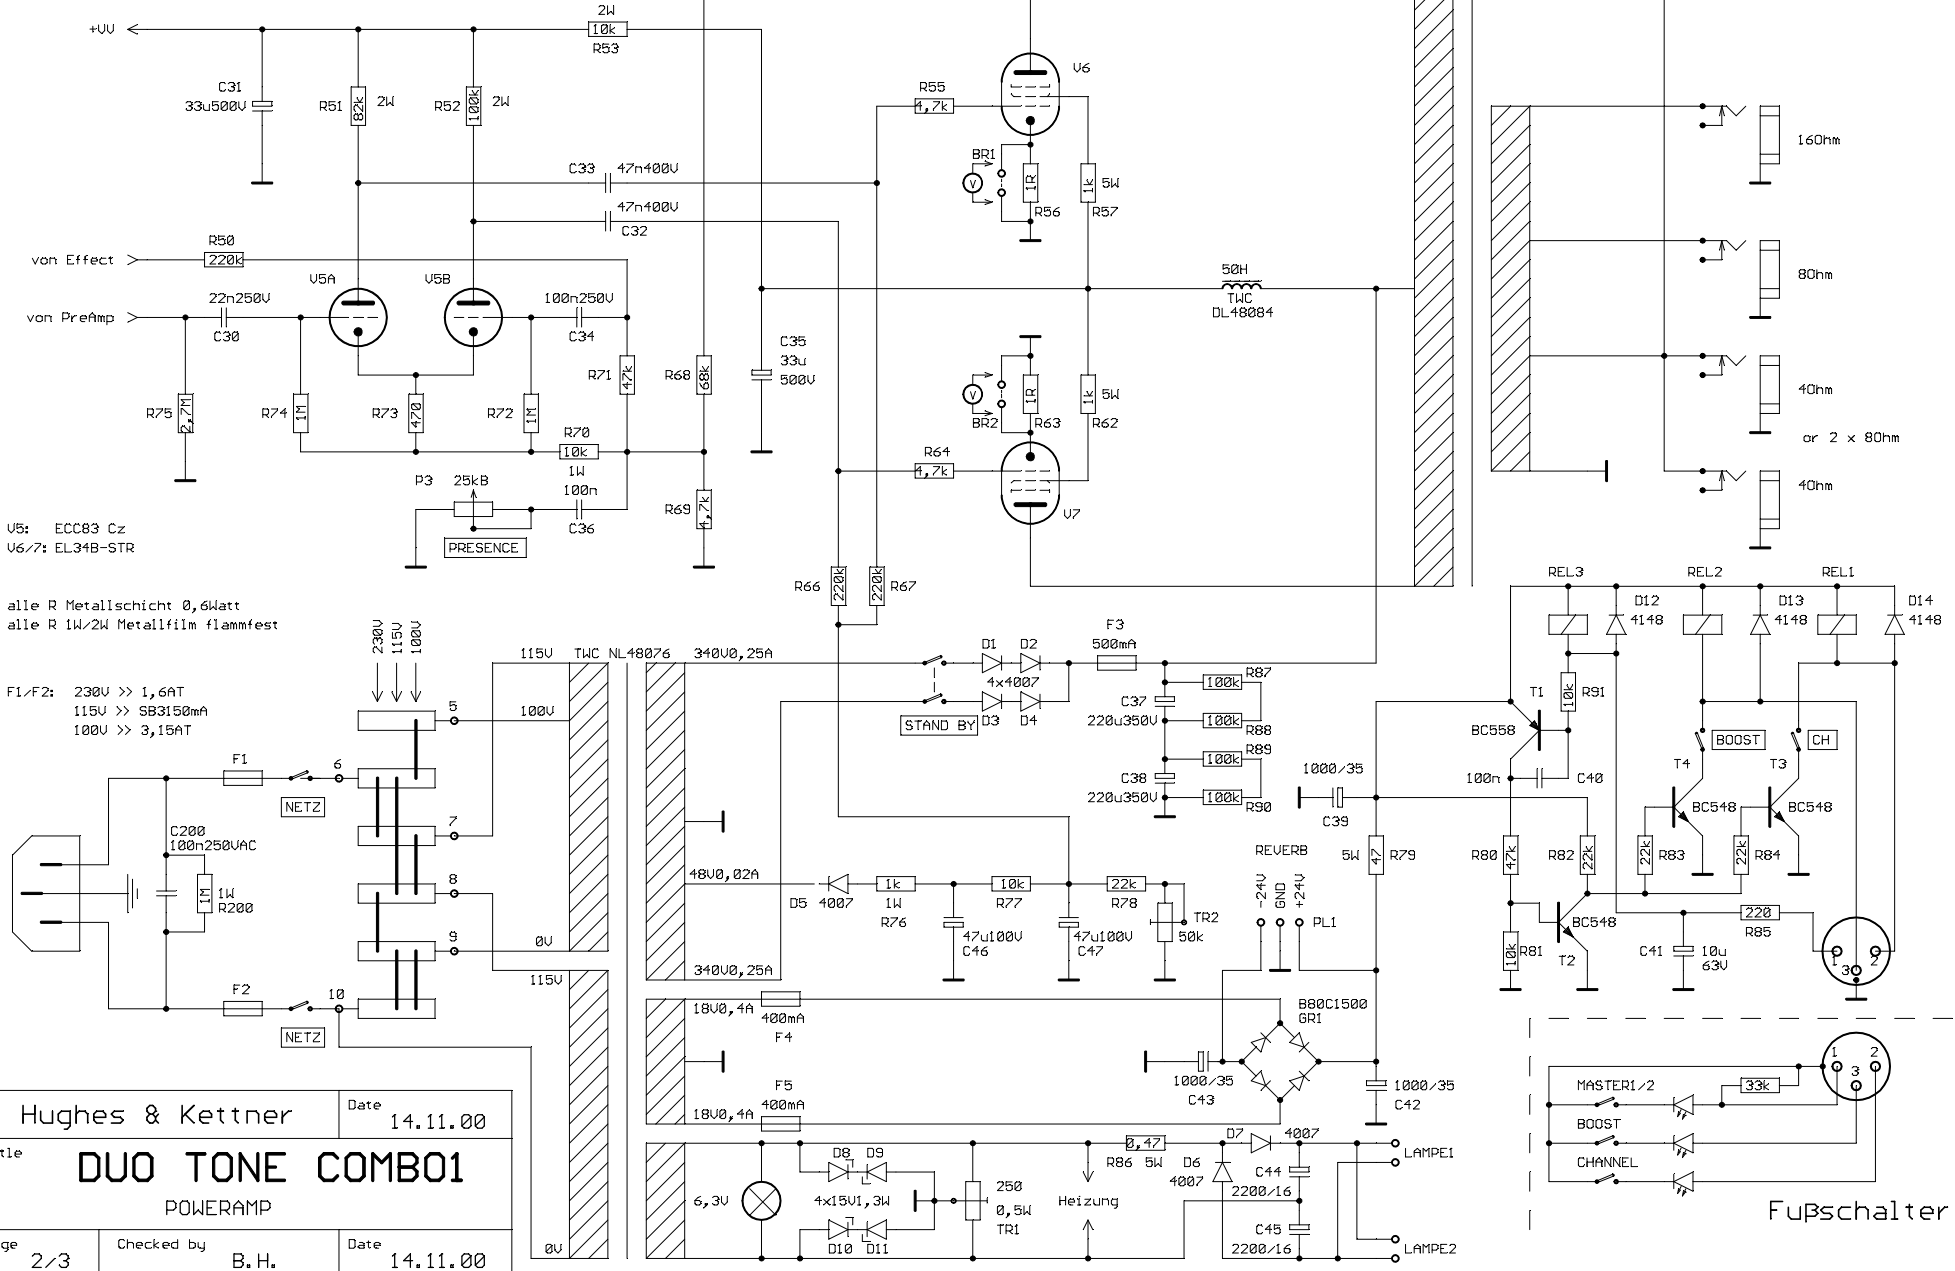 2W
+VV
10k
R53
C31
33u500V
R51
82k
2W
R52
100k
2W
C33
47n400V
47n400V
C32
R55
4,7k
V6
BR1
V
1R
R56
1k
5W
R57
16Ohm
von Effect
R50
220k
V5A
V5B
22n250V
C30
100n250V
C34
von PreAmp
50H
TWC
DL48084
8Ohm
C35
33u
500V
R71
47k
R68
68k
R75
2,7M
R74
1M
R73
470
R72
1M
R70
10k
1W
V
BR2
1R
R63
1k
5W
R62
4Ohm
or 2 x 8Ohm
P3
25kB
100n
C36
PRESENCE
R69
4,7k
R64
4,7k
V7
4Ohm
V5: ECC83 Cz
V6/7: EL34B-STR
R66
220k
220k
R67
alle R Metallschicht 0,6Watt
alle R 1W/2W Metallfilm flammfest
230V
115V
100V
F1/F2: 230V >> 1,6AT
115V >> SB3150mA
100V >> 3,15AT
115V
TWC NL48076
340V0,25A
D1
D2
4x4007
D3
D4
STAND BY
F3
500mA
R87
100k
C37
220u350V
100k
R88
R89
100k
C38
220u350V
100k
R90
REL3
REL2
REL1
D12
4148
D13
4148
D14
4148
T1
10k
R91
BC558
100n
C40
BOOST
CH
T4
T3
BC548
BC548
5
100V
F1
6
NETZ
7
C200
100n250VAC
1M
1W
R200
8
9
0V
F2
10
NETZ
115V
1000/35
C39
5W
47
R79
R80
47k
R82
22k
22k
R83
22k
R84
REVERB
-24V
GND
+24V
PL1
48V0,02A
D5
4007
1k
1W
R76
10k
R77
22k
R78
TR2
50k
47u100V
C46
47u100V
C47
BC548
T2
10k
R81
220
R85
C41
10u
63V
1
2
3
340V0,25A
18V0,4A
400mA
F4
B80C1500
GR1
1000/35
C43
1000/35
C42
F5
400mA
18V0,4A
1
2
3
33k
MASTER1/2
BOOST
CHANNEL
Fußschalter
6,3V
D8
D9
4x15V1,3W
D10
D11
250
0,5W
TR1
Heizung
0,47
R86
5W
D7
4007
D6
4007
C44
2200/16
C45
2200/16
LAMPE1
LAMPE2
0V
Hughes & Kettner
Date
14.11.00
tle
DUO TONE COMBO1
POWERAMP
ge
2/3
Checked by
B.H.
Date
14.11.00